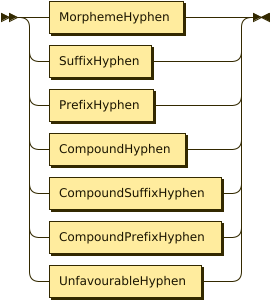 MorphemeHyphen
SuffixHyphen
PrefixHyphen
CompoundHyphen
CompoundSuffixHyphen
CompoundPrefixHyphen
UnfavourableHyphen